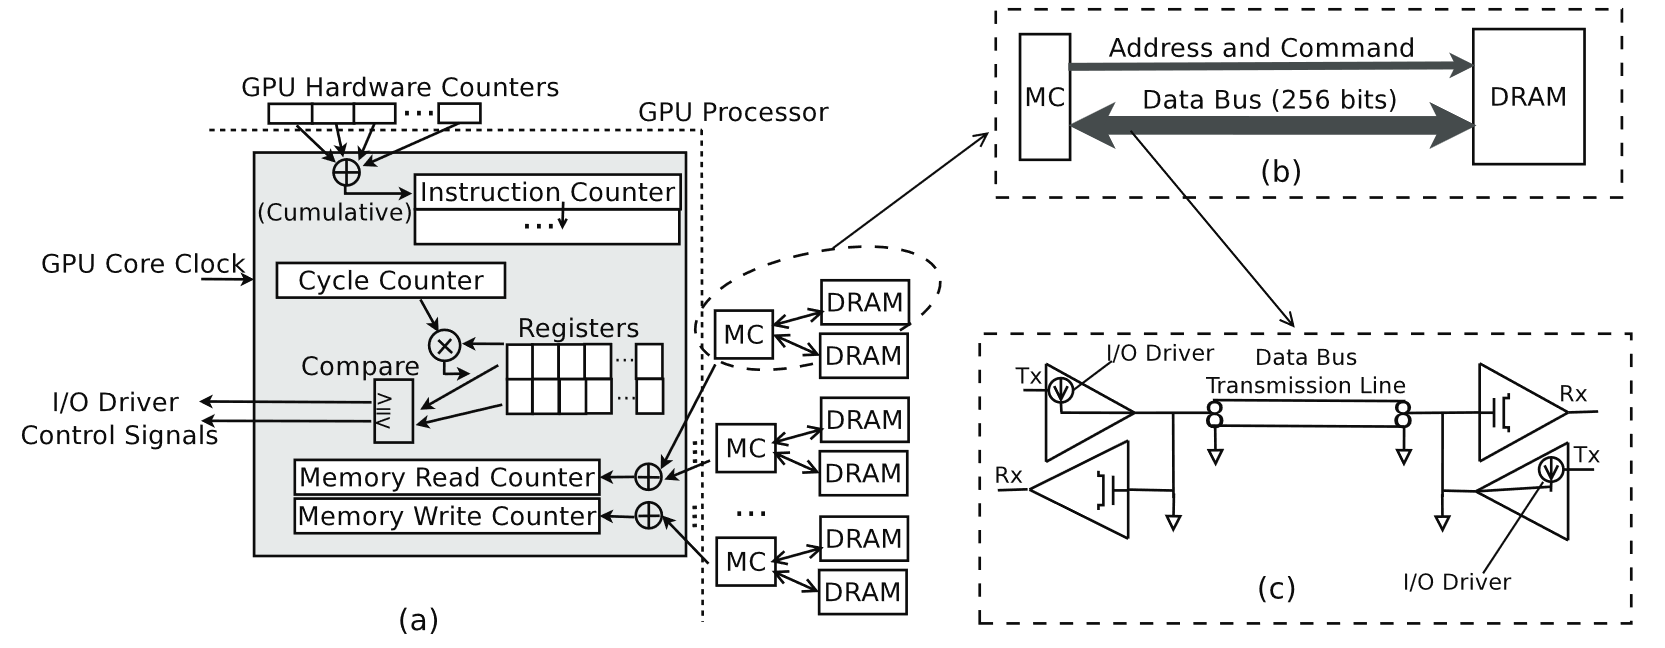 GPU Hardware Counters
GPU Processor
Instruction Counter
(Cumulative)
GPU Core Clock
Cycle Counter
Registers
Compare
I/O Driver
Control Signals
Memory Read Counter
Memory Write Counter
MC
DRAM
DRAM
MC
DRAM
DRAM
MC
DRAM
DRAM
(a)
MC
Address and Command
Data Bus (256 bits)
DRAM
(b)
Tx
I/O Driver
Data Bus
Transmission Line
Rx
Rx
Tx
I/O Driver
(c)